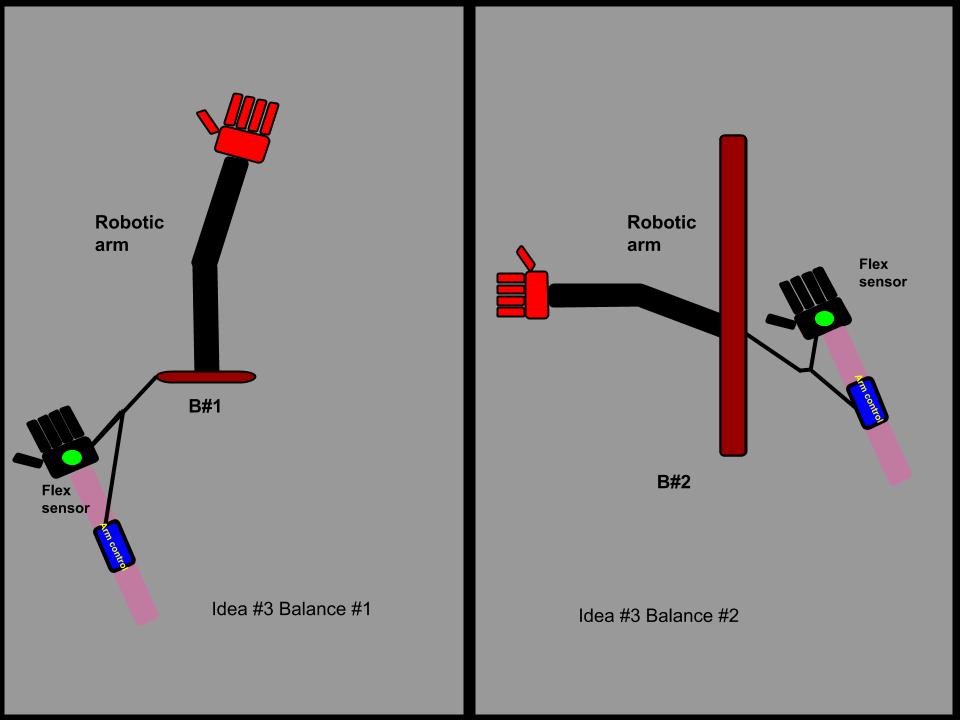 Robotic
arm
B#1
Flex
sensor
Arm control
Idea #3 Balance #1
Robotic
arm
Flex
sensor
Arm control
B#2
Idea #3 Balance #2